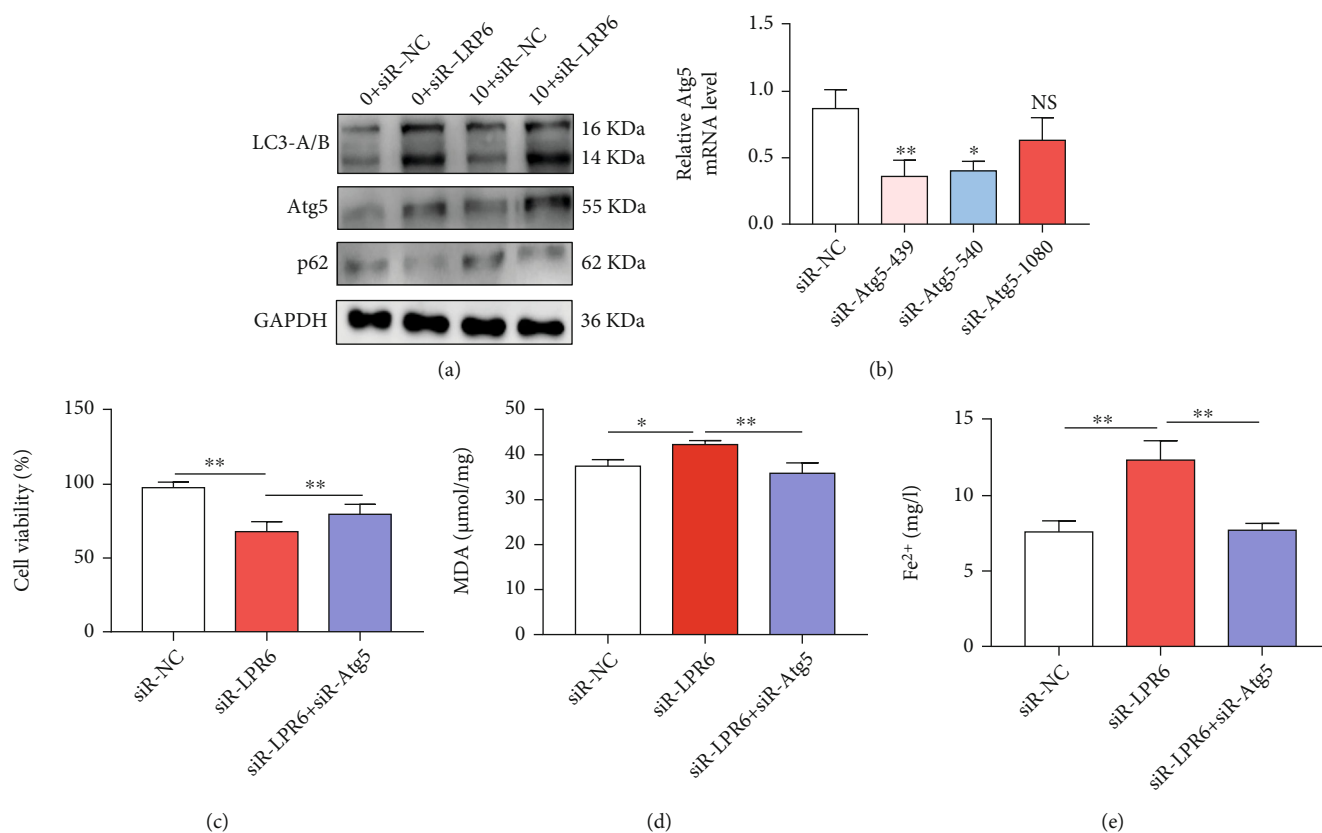 0+siR–NC
0+siR–LRP6
10+siR–NC
10+siR–LRP6
LC3-A/B
16 KDa
14 KDa
Atg5
55 KDa
p62
62 KDa
GAPDH
36 KDa
(a)
Relative Atg5
mRNA level
1.5
1.0
0.5
0.0
**
*
NS
siR-NC
siR-Atg5-439
siR-Atg5-540
siR-Atg5-1080
(b)
Cell viability (%)
150
100
50
0
**
**
siR-NC
siR-LPR6
siR-LPR6+siR-Atg5
(c)
MDA (μmol/mg)
50
40
30
20
10
0
*
**
siR-NC
siR-LPR6
siR-LPR6+siR-Atg5
(d)
Fe²⁺ (mg/l)
15
10
5
0
**
**
siR-NC
siR-LPR6
siR-LPR6+siR-Atg5
(e)